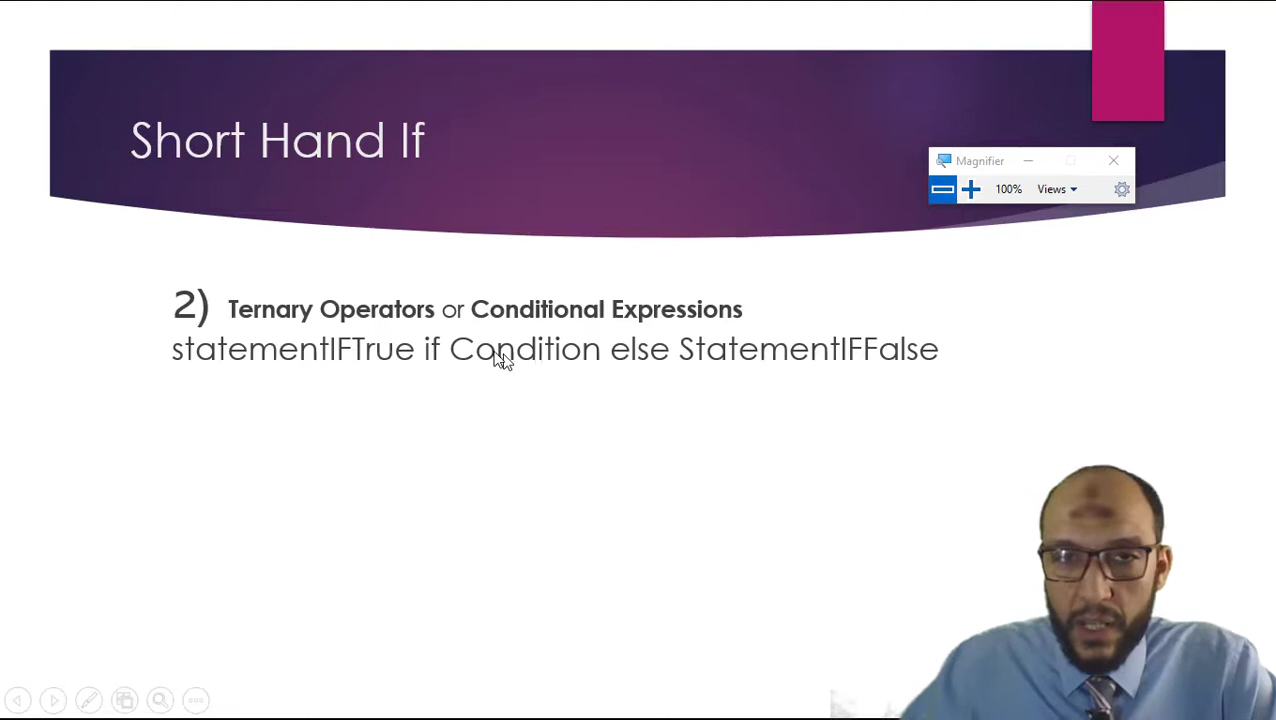 Short Hand If
Magnifier
100% Views
2) Ternary Operators or Conditional Expressions
statementIFTrue if Condition else StatementIFFalse